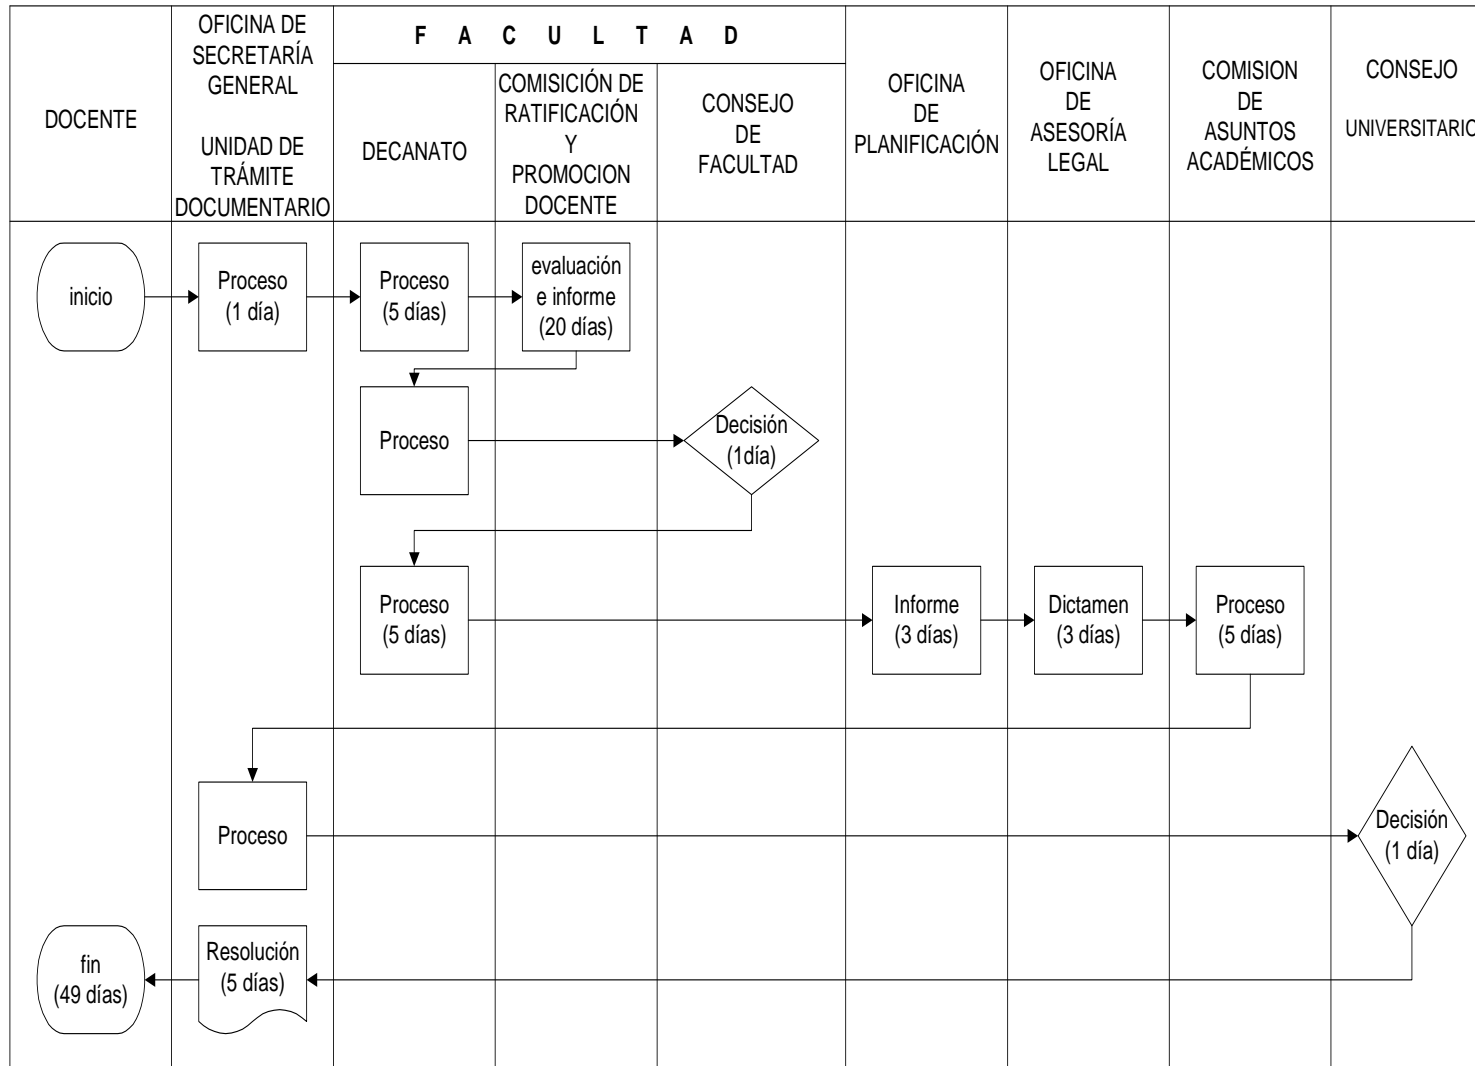 DOCENTE
OFICINA DE
SECRETARÍA
GENERAL
UNIDAD DE
TRÁMITE
DOCUMENTARIO
F A C U L T A D
DECANATO
COMISICIÓN DE
RATIFICACIÓN
Y
PROMOCION
DOCENTE
CONSEJO
DE
FACULTAD
OFICINA
DE
PLANIFICACIÓN
OFICINA
DE
ASESORÍA
LEGAL
COMISION
DE
ASUNTOS
ACADÉMICOS
CONSEJO
UNIVERSITARIO
inicio
Proceso
(1 día)
Proceso
(5 días)
evaluación
e informe
(20 días)
Proceso
Decisión
(1día)
Proceso
(5 días)
Informe
(3 días)
Dictamen
(3 días)
Proceso
(5 días)
Proceso
Decisión
(1 día)
fin
(49 días)
Resolución
(5 días)